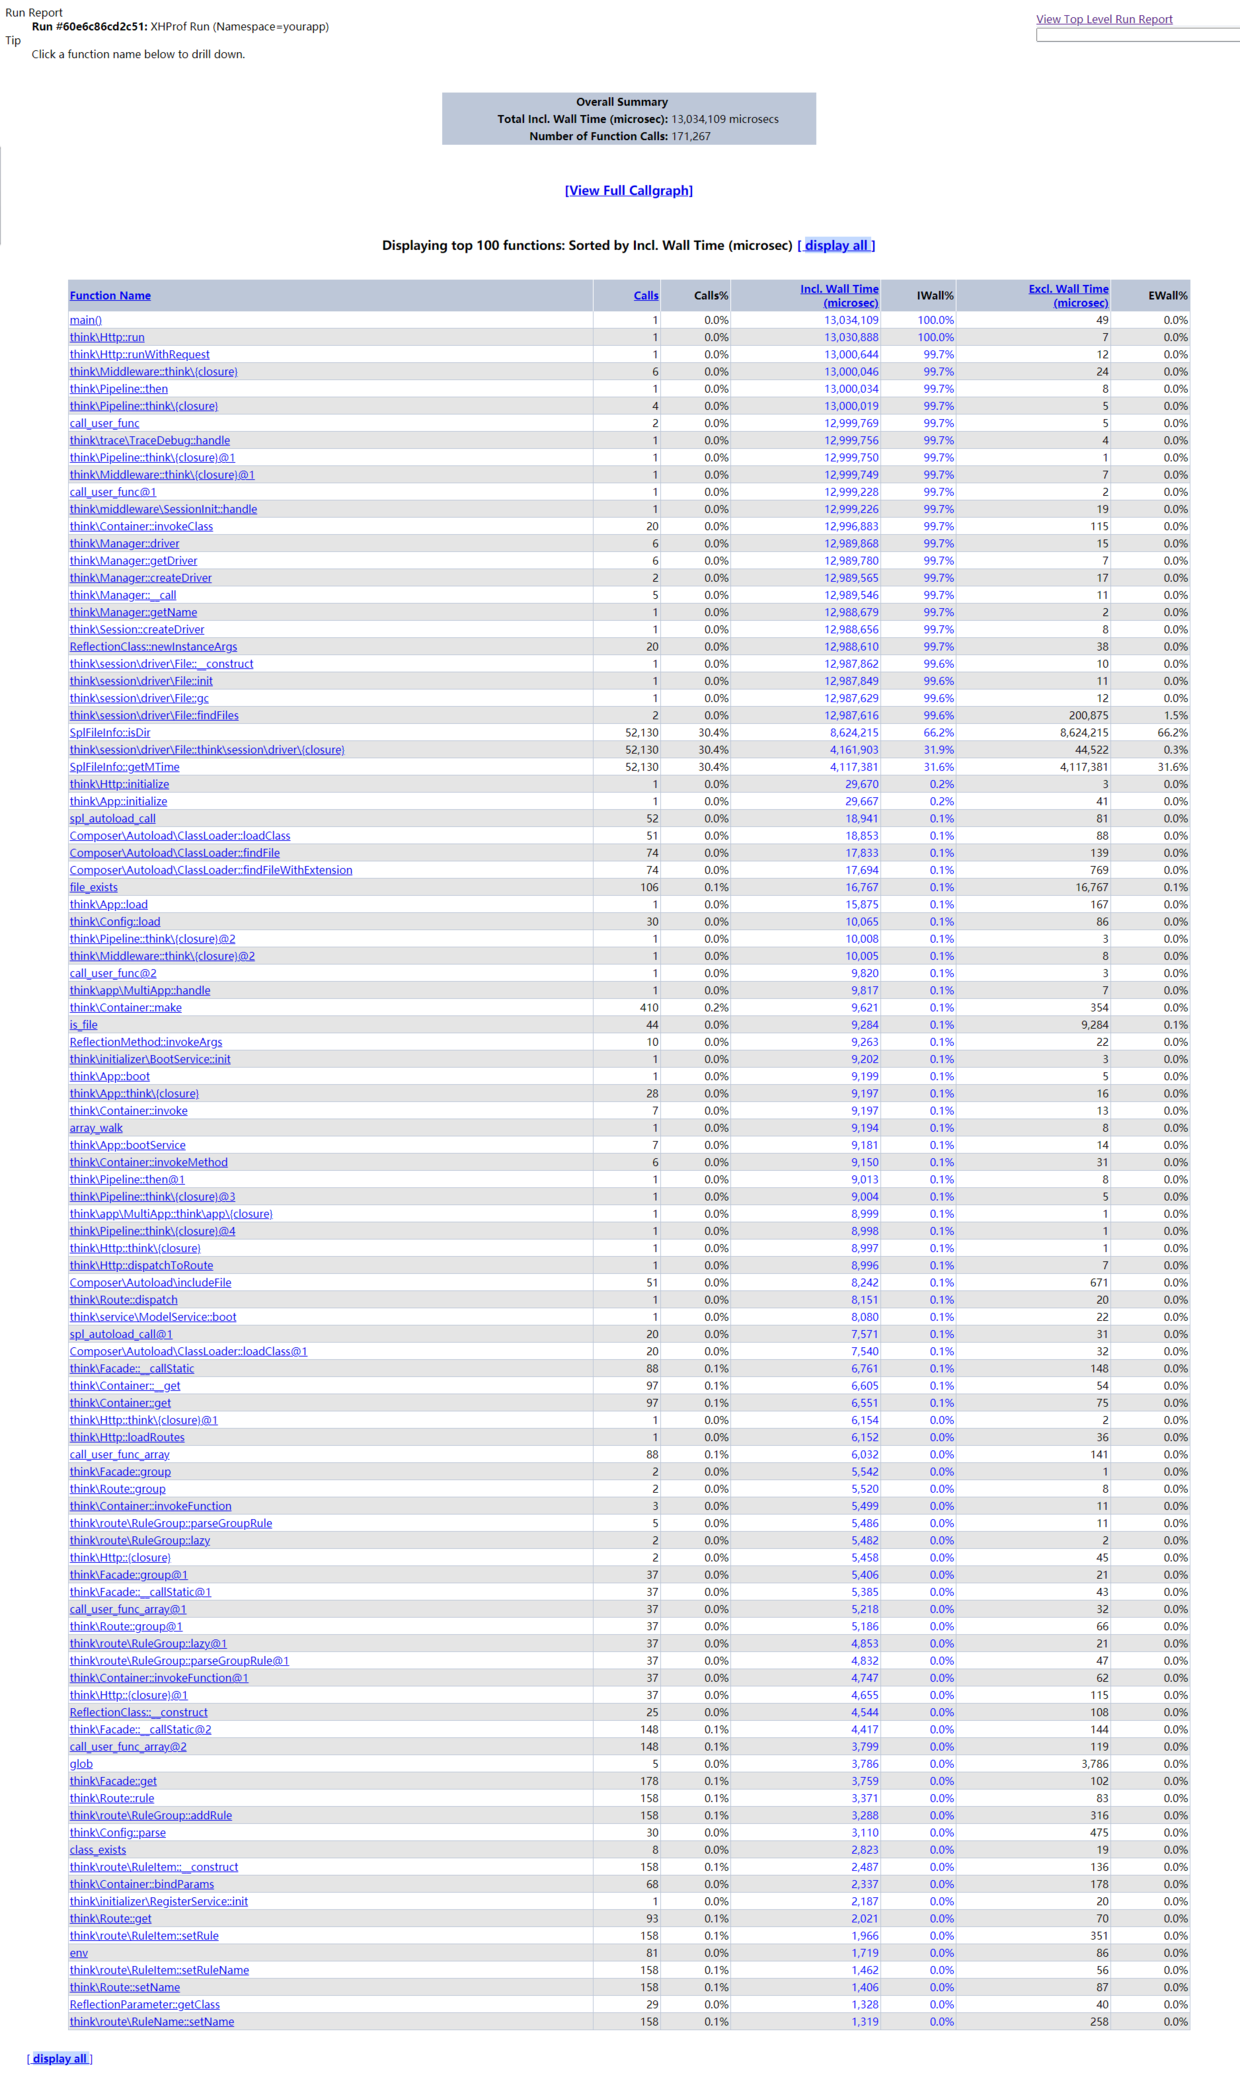 Run Report
Run #60e6c86cd2c51: XHProf Run (Namespace=yourapp)
View Top Level Run Report
Tip
Click a function name below to drill down.
Overall Summary
Total Incl. Wall Time (microsec): 13,034,109 microsecs
Number of Function Calls: 171,267
[View Full Callgraph]
Displaying top 100 functions: Sorted by Incl. Wall Time (microsec) [ display all ]
Function Name Calls Calls% Incl. Wall Time (microsec) IWall% Excl. Wall Time (microsec) EWall%
main() 1 0.0% 13,034,109 100.0% 49 0.0%
think\Http::run 1 0.0% 13,030,888 100.0% 7 0.0%
think\Http::runWithRequest 1 0.0% 13,000,644 99.7% 12 0.0%
think\Middleware::think\{closure} 6 0.0% 13,000,046 99.7% 24 0.0%
think\Pipeline::then 1 0.0% 13,000,034 99.7% 8 0.0%
think\Pipeline::think\{closure} 4 0.0% 13,000,019 99.7% 5 0.0%
call_user_func 2 0.0% 12,999,769 99.7% 5 0.0%
think\trace\TraceDebug::handle 1 0.0% 12,999,756 99.7% 4 0.0%
think\Pipeline::think\{closure}@1 1 0.0% 12,999,750 99.7% 1 0.0%
think\Middleware::think\{closure}@1 1 0.0% 12,999,749 99.7% 7 0.0%
call_user_func@1 1 0.0% 12,999,228 99.7% 2 0.0%
think\middleware\SessionInit::handle 1 0.0% 12,999,226 99.7% 19 0.0%
think\Container::invokeClass 20 0.0% 12,996,883 99.7% 115 0.0%
think\Manager::driver 6 0.0% 12,989,868 99.7% 15 0.0%
think\Manager::getDriver 6 0.0% 12,989,780 99.7% 7 0.0%
think\Manager::createDriver 2 0.0% 12,989,565 99.7% 17 0.0%
think\Manager::__call 5 0.0% 12,989,546 99.7% 11 0.0%
think\Manager::getName 1 0.0% 12,988,679 99.7% 2 0.0%
think\Session::createDriver 1 0.0% 12,988,656 99.7% 8 0.0%
ReflectionClass::newInstanceArgs 20 0.0% 12,988,610 99.7% 38 0.0%
think\session\driver\File::__construct 1 0.0% 12,987,862 99.6% 10 0.0%
think\session\driver\File::init 1 0.0% 12,987,849 99.6% 11 0.0%
think\session\driver\File::gc 1 0.0% 12,987,629 99.6% 12 0.0%
think\session\driver\File::findFiles 2 0.0% 12,987,616 99.6% 200,875 1.5%
SplFileInfo::isDir 52,130 30.4% 8,624,215 66.2% 8,624,215 66.2%
think\session\driver\File::think\session\driver\{closure} 52,130 30.4% 4,161,903 31.9% 44,522 0.3%
SplFileInfo::getMTime 52,130 30.4% 4,117,381 31.6% 4,117,381 31.6%
think\Http::initialize 1 0.0% 29,670 0.2% 3 0.0%
think\App::initialize 1 0.0% 29,667 0.2% 41 0.0%
spl_autoload_call 52 0.0% 18,941 0.1% 81 0.0%
Composer\Autoload\ClassLoader::loadClass 51 0.0% 18,853 0.1% 88 0.0%
Composer\Autoload\ClassLoader::findFile 74 0.0% 17,833 0.1% 139 0.0%
Composer\Autoload\ClassLoader::findFileWithExtension 74 0.0% 17,694 0.1% 769 0.0%
file_exists 106 0.1% 16,767 0.1% 16,767 0.1%
think\App::load 1 0.0% 15,875 0.1% 167 0.0%
think\Config::load 30 0.0% 10,065 0.1% 86 0.0%
think\Pipeline::think\{closure}@2 1 0.0% 10,008 0.1% 3 0.0%
think\Middleware::think\{closure}@2 1 0.0% 10,005 0.1% 8 0.0%
call_user_func@2 1 0.0% 9,820 0.1% 3 0.0%
think\app\MultiApp::handle 1 0.0% 9,817 0.1% 7 0.0%
think\Container::make 410 0.2% 9,621 0.1% 354 0.0%
is_file 44 0.0% 9,284 0.1% 9,284 0.1%
ReflectionMethod::invokeArgs 10 0.0% 9,263 0.1% 22 0.0%
think\initializer\BootService::init 1 0.0% 9,202 0.1% 3 0.0%
think\App::boot 1 0.0% 9,199 0.1% 5 0.0%
think\App::think\{closure} 28 0.0% 9,197 0.1% 16 0.0%
think\Container::invoke 7 0.0% 9,197 0.1% 13 0.0%
array_walk 1 0.0% 9,194 0.1% 8 0.0%
think\App::bootService 7 0.0% 9,181 0.1% 14 0.0%
think\Container::invokeMethod 6 0.0% 9,150 0.1% 31 0.0%
think\Pipeline::then@1 1 0.0% 9,013 0.1% 8 0.0%
think\Pipeline::think\{closure}@3 1 0.0% 9,004 0.1% 5 0.0%
think\app\MultiApp::think\app\{closure} 1 0.0% 8,999 0.1% 1 0.0%
think\Pipeline::think\{closure}@4 1 0.0% 8,998 0.1% 1 0.0%
think\Http::think\{closure} 1 0.0% 8,997 0.1% 1 0.0%
think\Http::dispatchToRoute 1 0.0% 8,996 0.1% 7 0.0%
Composer\Autoload\includeFile 51 0.0% 8,242 0.1% 671 0.0%
think\Route::dispatch 1 0.0% 8,151 0.1% 20 0.0%
think\service\ModelService::boot 1 0.0% 8,080 0.1% 22 0.0%
spl_autoload_call@1 20 0.0% 7,571 0.1% 31 0.0%
Composer\Autoload\ClassLoader::loadClass@1 20 0.0% 7,540 0.1% 32 0.0%
think\Facade::__callStatic 88 0.1% 6,761 0.1% 148 0.0%
think\Container::__get 97 0.1% 6,605 0.1% 54 0.0%
think\Container::get 97 0.1% 6,551 0.1% 75 0.0%
think\Http::think\{closure}@1 1 0.0% 6,154 0.0% 2 0.0%
think\Http::loadRoutes 1 0.0% 6,152 0.0% 36 0.0%
call_user_func_array 88 0.1% 6,032 0.0% 141 0.0%
think\Facade::group 2 0.0% 5,542 0.0% 1 0.0%
think\Route::group 2 0.0% 5,520 0.0% 8 0.0%
think\Container::invokeFunction 3 0.0% 5,499 0.0% 11 0.0%
think\route\RuleGroup::parseGroupRule 5 0.0% 5,486 0.0% 11 0.0%
think\route\RuleGroup::lazy 2 0.0% 5,482 0.0% 2 0.0%
think\Http::{closure} 2 0.0% 5,458 0.0% 45 0.0%
think\Facade::group@1 37 0.0% 5,406 0.0% 21 0.0%
think\Facade::__callStatic@1 37 0.0% 5,385 0.0% 43 0.0%
call_user_func_array@1 37 0.0% 5,218 0.0% 32 0.0%
think\Route::group@1 37 0.0% 5,186 0.0% 66 0.0%
think\route\RuleGroup::lazy@1 37 0.0% 4,853 0.0% 21 0.0%
think\route\RuleGroup::parseGroupRule@1 37 0.0% 4,832 0.0% 47 0.0%
think\Container::invokeFunction@1 37 0.0% 4,747 0.0% 62 0.0%
think\Http::{closure}@1 37 0.0% 4,655 0.0% 115 0.0%
ReflectionClass::__construct 25 0.0% 4,544 0.0% 108 0.0%
think\Facade::__callStatic@2 148 0.1% 4,417 0.0% 144 0.0%
call_user_func_array@2 148 0.1% 3,799 0.0% 119 0.0%
glob 5 0.0% 3,786 0.0% 3,786 0.0%
think\Facade::get 178 0.1% 3,759 0.0% 102 0.0%
think\Route::rule 158 0.1% 3,371 0.0% 83 0.0%
think\route\RuleGroup::addRule 158 0.1% 3,288 0.0% 316 0.0%
think\Config::parse 30 0.0% 3,110 0.0% 475 0.0%
class_exists 8 0.0% 2,823 0.0% 19 0.0%
think\route\RuleItem::__construct 158 0.1% 2,487 0.0% 136 0.0%
think\Container::bindParams 68 0.0% 2,337 0.0% 178 0.0%
think\initializer\RegisterService::init 1 0.0% 2,187 0.0% 20 0.0%
think\Route::get 93 0.1% 2,021 0.0% 70 0.0%
think\route\RuleItem::setRule 158 0.1% 1,966 0.0% 351 0.0%
env 81 0.0% 1,719 0.0% 86 0.0%
think\route\RuleItem::setRuleName 158 0.1% 1,462 0.0% 56 0.0%
think\Route::setName 158 0.1% 1,406 0.0% 87 0.0%
ReflectionParameter::getClass 29 0.0% 1,328 0.0% 40 0.0%
think\route\RuleName::setName 158 0.1% 1,319 0.0% 258 0.0%
[ display all ]